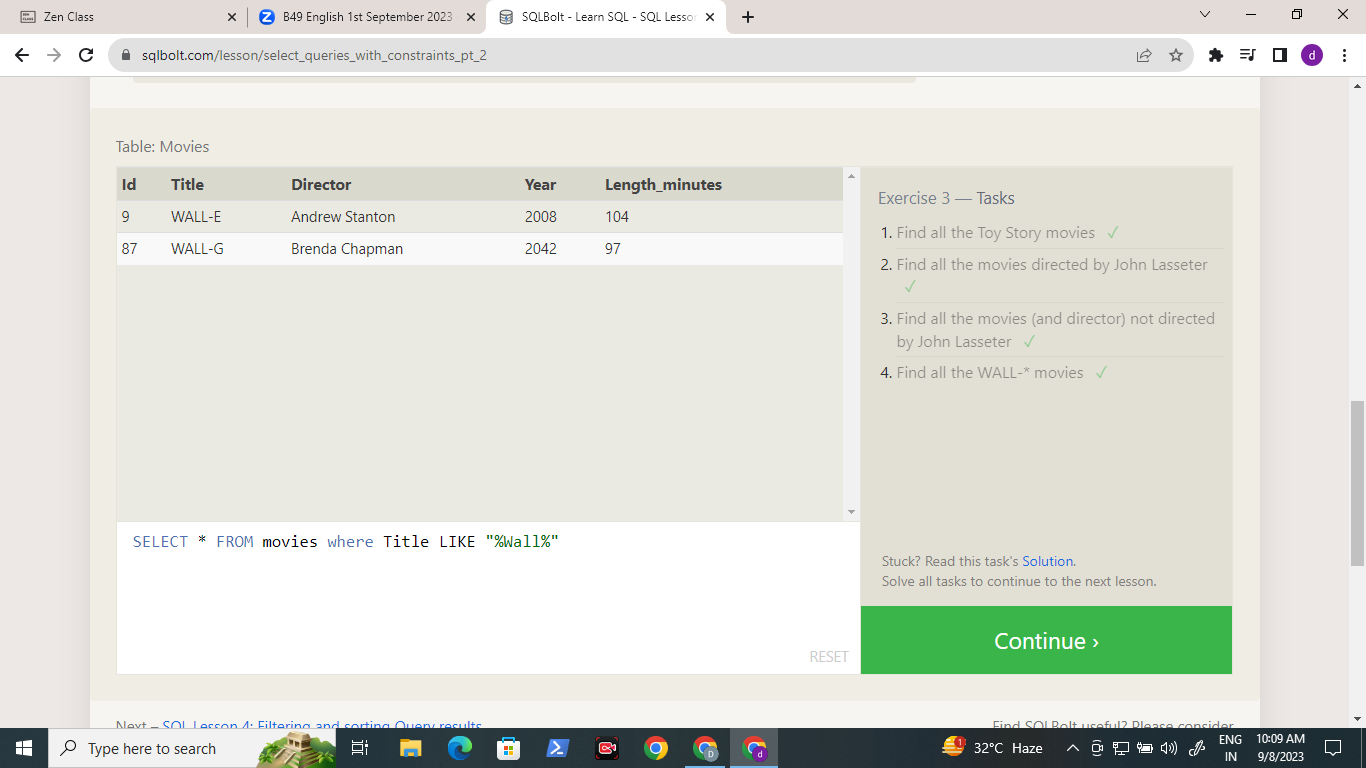 Zen Class
B49 English 1st September 2023
SQLBolt - Learn SQL - SQL Lesson
sqlbolt.com/lesson/select_queries_with_constraints_pt_2
d
Table: Movies
Id Title Director Year Length_minutes
9 WALL-E Andrew Stanton 2008 104
87 WALL-G Brenda Chapman 2042 97
SELECT * FROM movies where Title LIKE "%Wall%"
RESET
Exercise 3 — Tasks
1. Find all the Toy Story movies ✓
2. Find all the movies directed by John Lasseter
✓
3. Find all the movies (and director) not directed
by John Lasseter ✓
4. Find all the WALL-* movies ✓
Stuck? Read this task's Solution.
Solve all tasks to continue to the next lesson.
Continue ›
Next – SQL Lesson 4: Filtering and sorting Query results
Find SQLBolt useful? Please consider
Type here to search
1
D
d
32°C Haze
ENG
IN
10:09 AM
9/8/2023